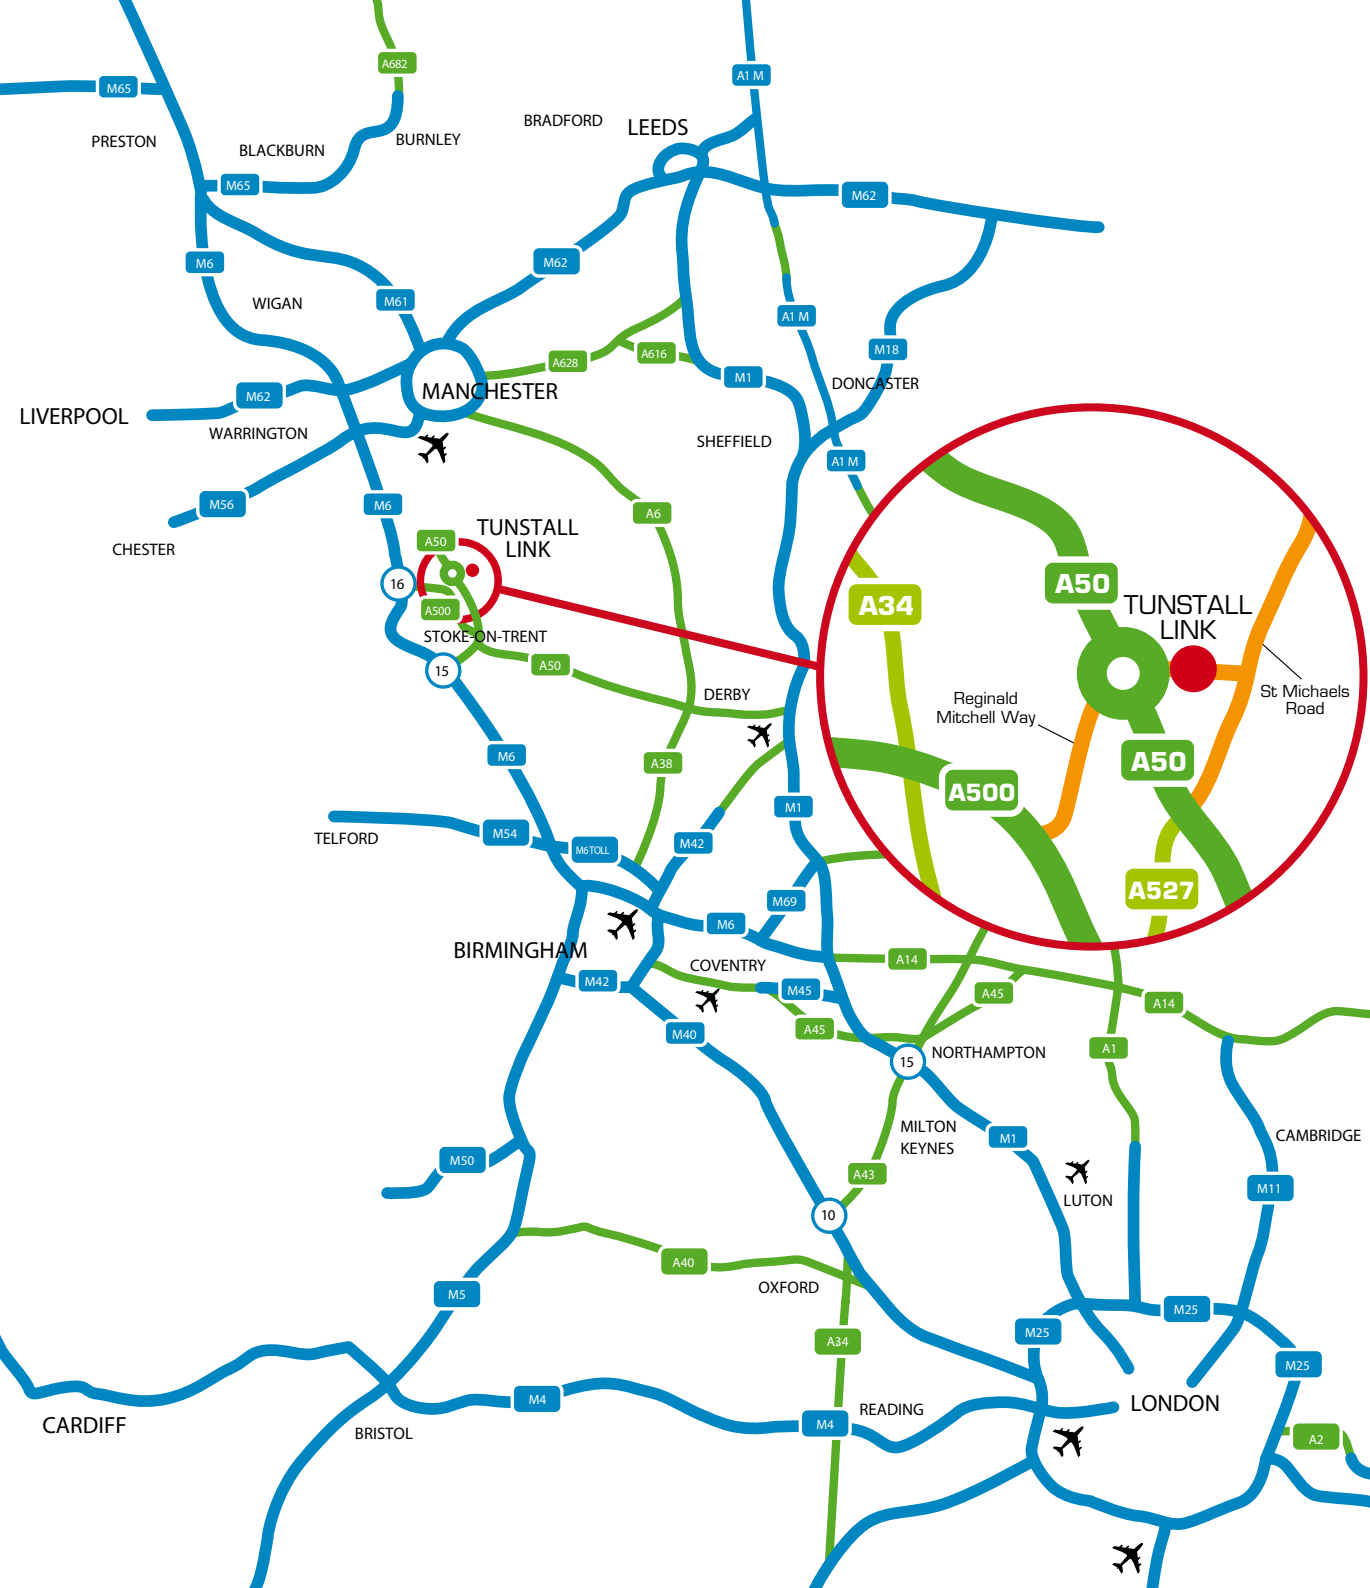 A682
A1 M
M65
PRESTON
BLACKBURN
BURNLEY
BRADFORD
LEEDS
M65
M62
M6
M62
WIGAN
M61
A1 M
M18
A628
A616
M1
DONCASTER
M62
MANCHESTER
LIVERPOOL
WARRINGTON
SHEFFIELD
A1 M
M56
M6
A6
CHESTER
TUNSTALL
LINK
A50
16
A500
STOKE-ON-TRENT
15
A50
DERBY
A34
A50
TUNSTALL
LINK
Reginald
Mitchell Way
St Michaels
Road
A50
A500
A527
M6
A38
M1
TELFORD
M54
M6TOLL
M42
M69
M6
BIRMINGHAM
COVENTRY
A14
M42
M45
A45
A14
A45
M40
15
NORTHAMPTON
A1
MILTON
KEYNES
M1
CAMBRIDGE
M50
A43
LUTON
M11
10
A40
OXFORD
M5
M25
M25
A34
M25
M4
READING
LONDON
M4
CARDIFF
BRISTOL
A2